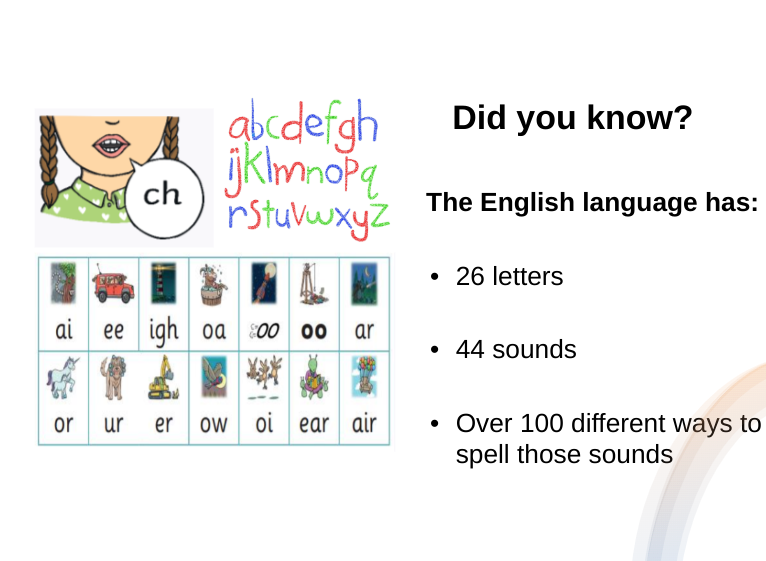 ch
abcdefgh
ijklmnopq
rstuvwxyz
ai ee igh oa oo oo ar
or ur er ow oi ear air
Did you know?
The English language has:
• 26 letters
• 44 sounds
• Over 100 different ways to
spell those sounds